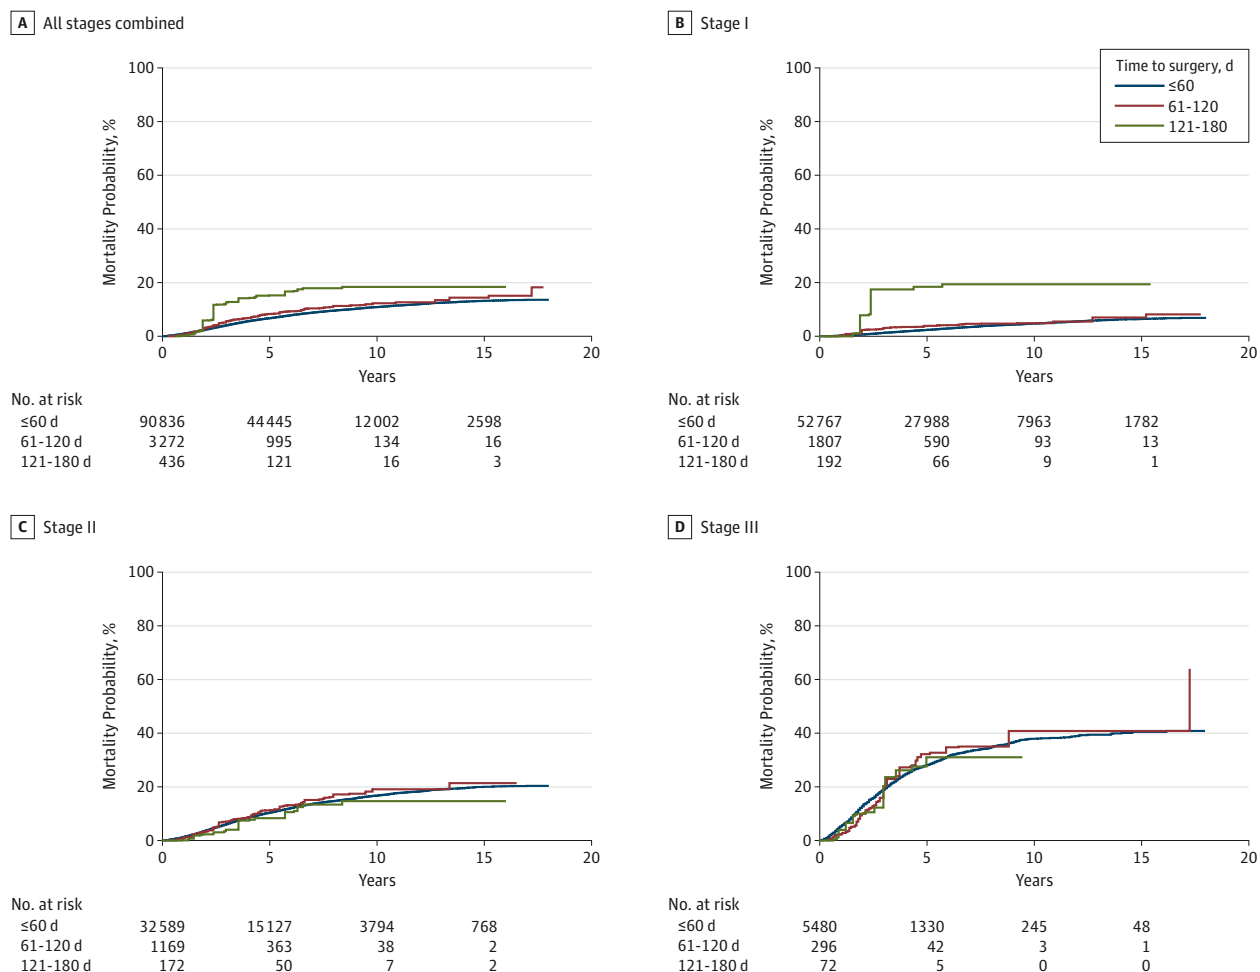 A All stages combined
100
80
60
40
20
0
Mortality Probability, %
0 5 10 15 20
Years
No. at risk
≤60 d 90 836 44 445 12 002 2598
61-120 d 3272 995 134 16
121-180 d 436 121 16 3
B Stage I
Time to surgery, d
≤60
61-120
121-180
100
80
60
40
20
0
Mortality Probability, %
0 5 10 15 20
Years
No. at risk
≤60 d 52 767 27 988 7963 1782
61-120 d 1807 590 93 13
121-180 d 192 66 9 1
C Stage II
100
80
60
40
20
0
Mortality Probability, %
0 5 10 15 20
Years
No. at risk
≤60 d 32 589 15 127 3794 768
61-120 d 1169 363 38 2
121-180 d 172 50 7 2
D Stage III
100
80
60
40
20
0
Mortality Probability, %
0 5 10 15 20
Years
No. at risk
≤60 d 5480 1330 245 48
61-120 d 296 42 3 1
121-180 d 72 5 0 0